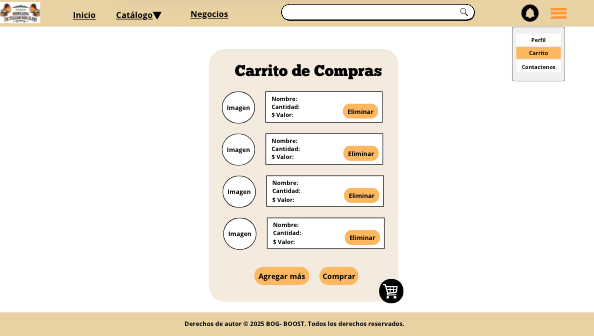 Inicio Catálogo Negocios
Perfil
Carrito
Contactenos
Carrito de Compras
Imagen
Nombre:
Cantidad:
$ Valor:
Eliminar
Imagen
Nombre:
Cantidad:
$ Valor:
Eliminar
Imagen
Nombre:
Cantidad:
$ Valor:
Eliminar
Imagen
Nombre:
Cantidad:
$ Valor:
Eliminar
Agregar más Comprar
Derechos de autor © 2025 BOG- BOOST. Todos los derechos reservados.